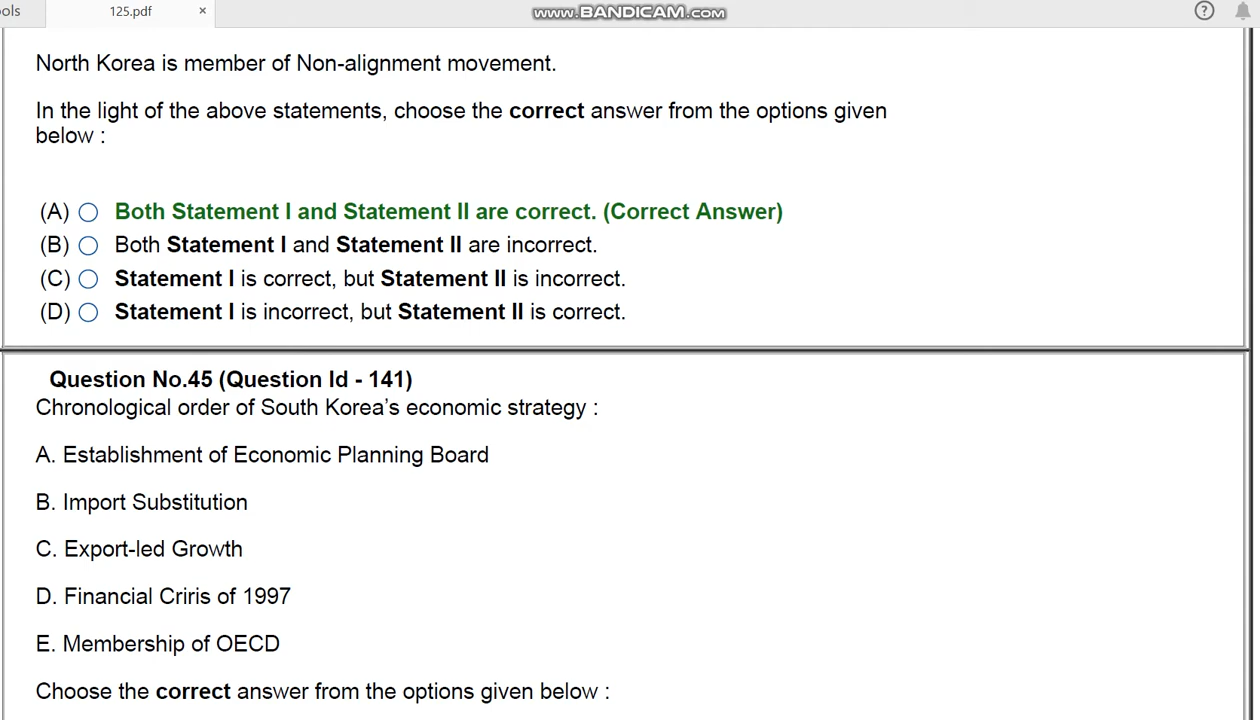 ols
125.pdf
×
www.BANDICAM.com
?
North Korea is member of Non-alignment movement.
In the light of the above statements, choose the correct answer from the options given
below :
(A) Both Statement I and Statement II are correct. (Correct Answer)
(B) Both Statement I and Statement II are incorrect.
(C) Statement I is correct, but Statement II is incorrect.
(D) Statement I is incorrect, but Statement II is correct.
Question No.45 (Question Id - 141)
Chronological order of South Korea’s economic strategy :
A. Establishment of Economic Planning Board
B. Import Substitution
C. Export-led Growth
D. Financial Criris of 1997
E. Membership of OECD
Choose the correct answer from the options given below :